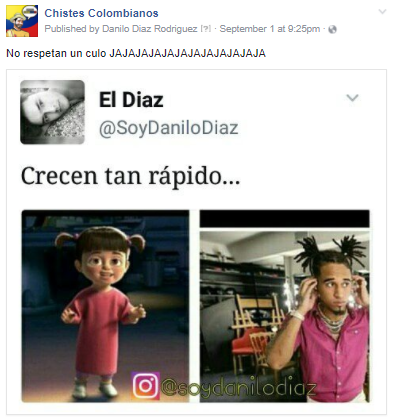 Chistes Colombianos
Published by Danilo Diaz Rodriguez [?] · September 1 at 9:25pm ·
No respetan un culo JAJAJAJAJAJAJAJAJAJAJAJA
El Diaz
@SoyDaniloDiaz
Crecen tan rápido...
@soydanilodiaz